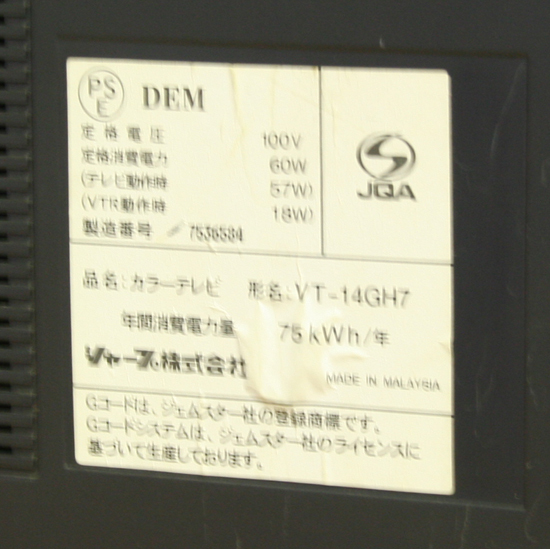 PS
E
DEM
定格電圧 100V
定格消費電力 60W
(テレビ動作時 57W)
(VTR動作時 18W)
製造番号 7536584
JQA
品名:カラーテレビ 形名:VT-14GH7
年間消費電力量 75kWh/年
シャープ株式会社
MADE IN MALAYSIA
Gコードは、ジェムスター社の登録商標です。
Gコードシステムは、ジェムスター社のライセンスに
基づいて生産しております。